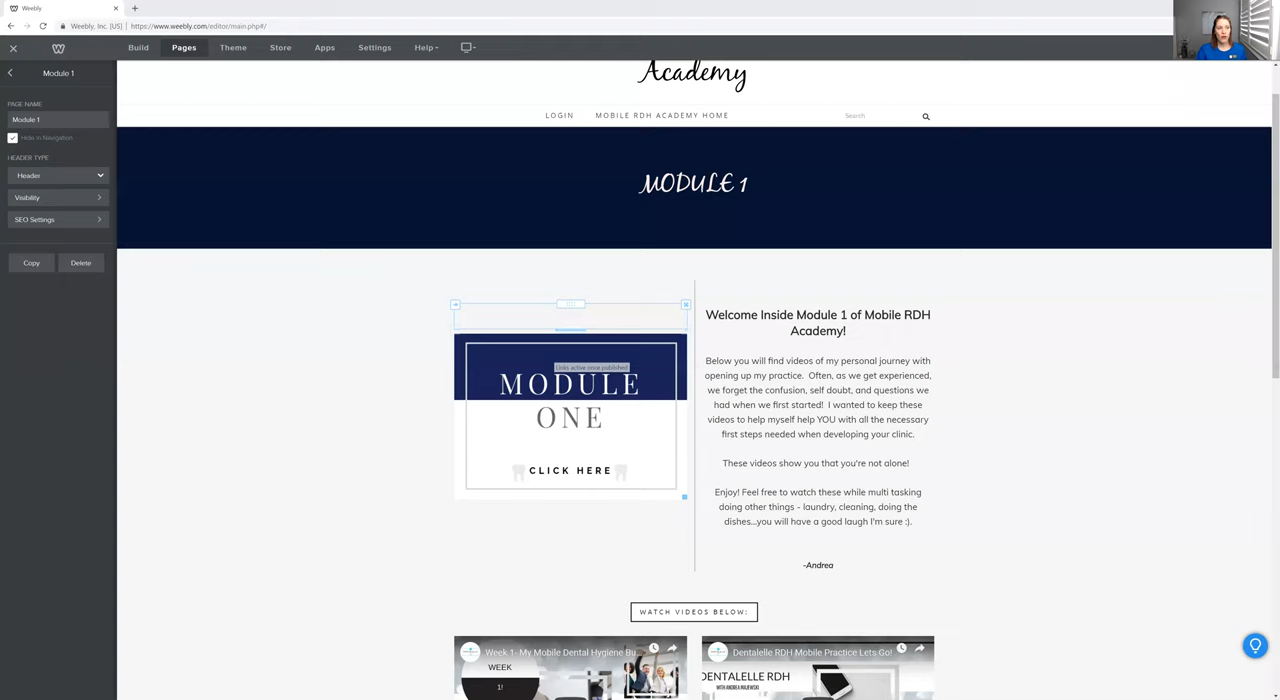 Weebly
Weebly, Inc. [US]
https://www.weebly.com/editor/main.php#/
Build
Pages
Theme
Store
Apps
Settings
Help
Module 1
PAGE NAME
Module 1
Hide in Navigation
HEADER TYPE
Header
Visibility
SEO Settings
Copy
Delete
Academy
LOGIN
MOBILE RDH ACADEMY HOME
Search
MODULE 1
Links active once published
MODULE
ONE
CLICK HERE
Welcome Inside Module 1 of Mobile RDH
Academy!
Below you will find videos of my personal journey with
opening up my practice. Often, as we get experienced,
we forget the confusion, self doubt, and questions we
had when we first started! I wanted to keep these
videos to help myself help YOU with all the necessary
first steps needed when developing your clinic.
These videos show you that you're not alone!
Enjoy! Feel free to watch these while multi tasking
doing other things - laundry, cleaning, doing the
dishes...you will have a good laugh I'm sure :).
-Andrea
WATCH VIDEOS BELOW:
Week 1- My Mobile Dental Hygiene Bu...
WEEK
1!
Dentalelle RDH Mobile Practice Lets Go!
DENTALELLE RDH
WITH ANDREA RAJEWSKI